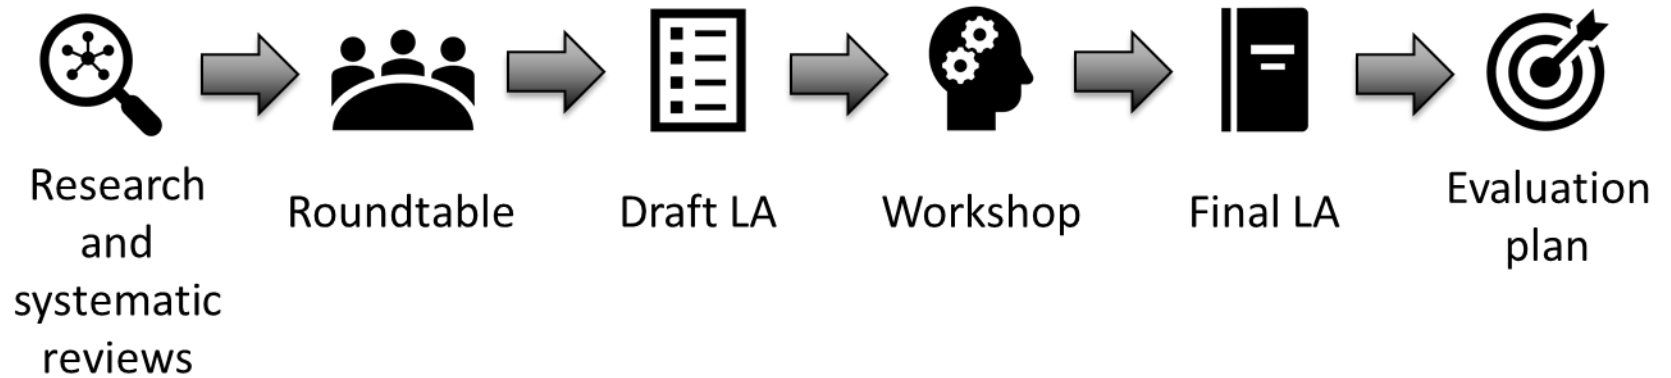 Research
and
systematic
reviews
Roundtable
Draft LA
Workshop
Final LA
Evaluation
plan